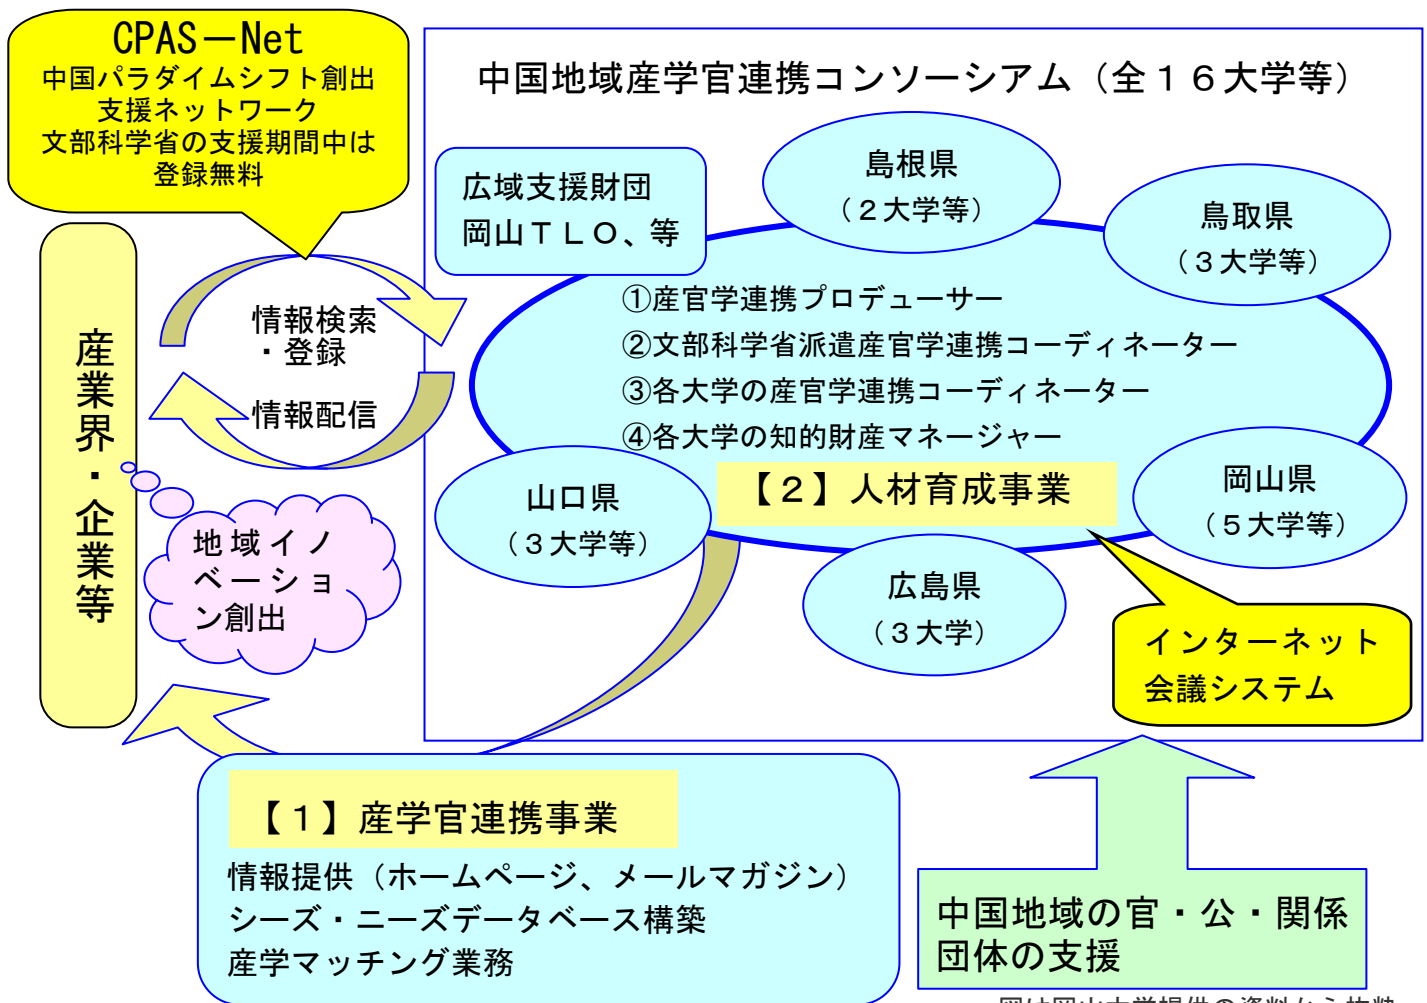 CPAS－Net
中国パラダイムシフト創出
支援ネットワーク
文部科学省の支援期間中は
登録無料
中国地域産学官連携コンソーシアム（全１６大学等）
広域支援財団
岡山ＴＬＯ、等
島根県
（２大学等）
鳥取県
（３大学等）
①産官学連携プロデューサー
②文部科学省派遣産官学連携コーディネーター
③各大学の産官学連携コーディネーター
④各大学の知的財産マネージャー
【２】人材育成事業
山口県
（３大学等）
広島県
（３大学）
岡山県
（５大学等）
インターネット
会議システム
産業界・企業等
情報検索
・登録
情報配信
地域イノ
ベーショ
ン創出
【１】産学官連携事業
情報提供（ホームページ、メールマガジン）
シーズ・ニーズデータベース構築
産学マッチング業務
中国地域の官・公・関係
団体の支援